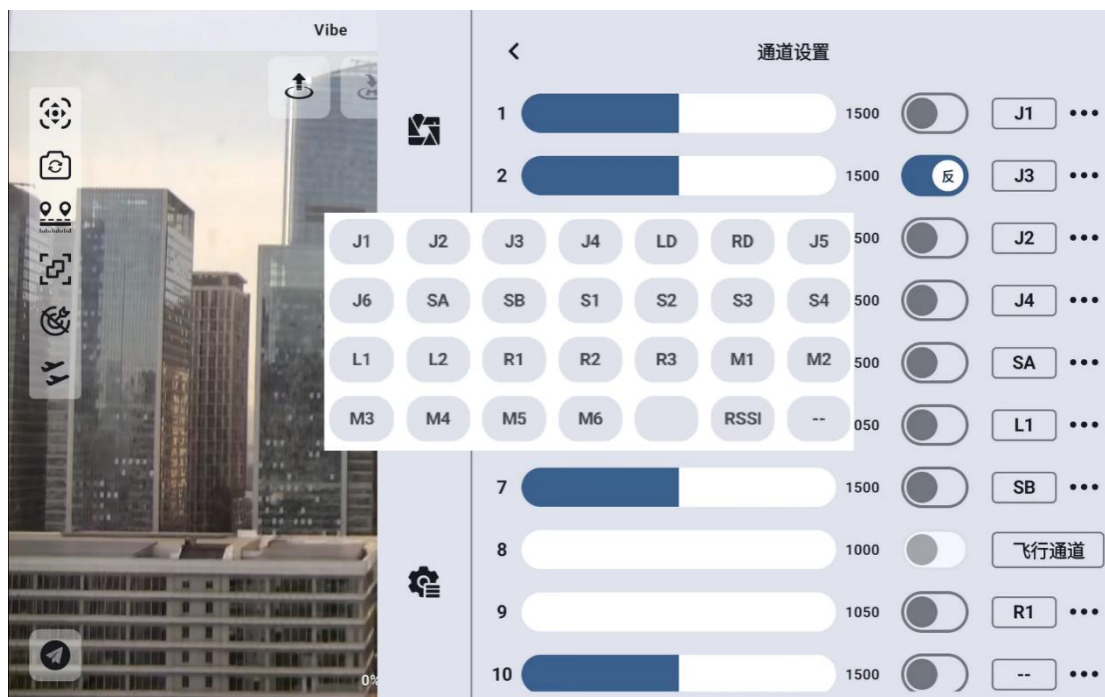 Vibe
通道设置
1 1500 J1
2 1500 反 J3
J1 J2 J3 J4 LD RD J5 500 J2
J6 SA SB S1 S2 S3 S4 500 J4
L1 L2 R1 R2 R3 M1 M2 500 SA
M3 M4 M5 M6 RSSI -- 050 L1
7 1500 SB
8 1000 飞行通道
9 1050 R1
10 1500 --
0%